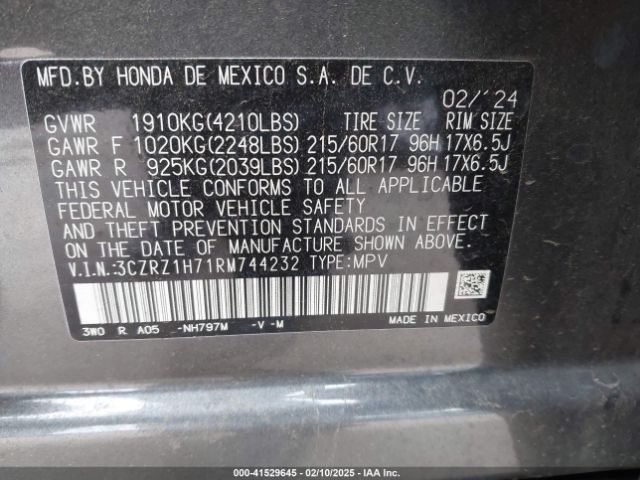 MFD.BY HONDA DE MEXICO S.A. DE C.V.
02/'24
GVWR 1910KG(4210LBS) TIRE SIZE RIM SIZE
GAWR F 1020KG(2248LBS) 215/60R17 96H 17X6.5J
GAWR R 925KG(2039LBS) 215/60R17 96H 17X6.5J
THIS VEHICLE CONFORMS TO ALL APPLICABLE
FEDERAL MOTOR VEHICLE SAFETY
AND THEFT PREVENTION STANDARDS IN EFFECT
ON THE DATE OF MANUFACTURE SHOWN ABOVE.
V.I.N.:3CZRZ1H71RM744232 TYPE:MPV
3W0 R A05 -NH797M -V -M MADE IN MEXICO
000-41529645 / 02/10/2025 / IAA Inc.